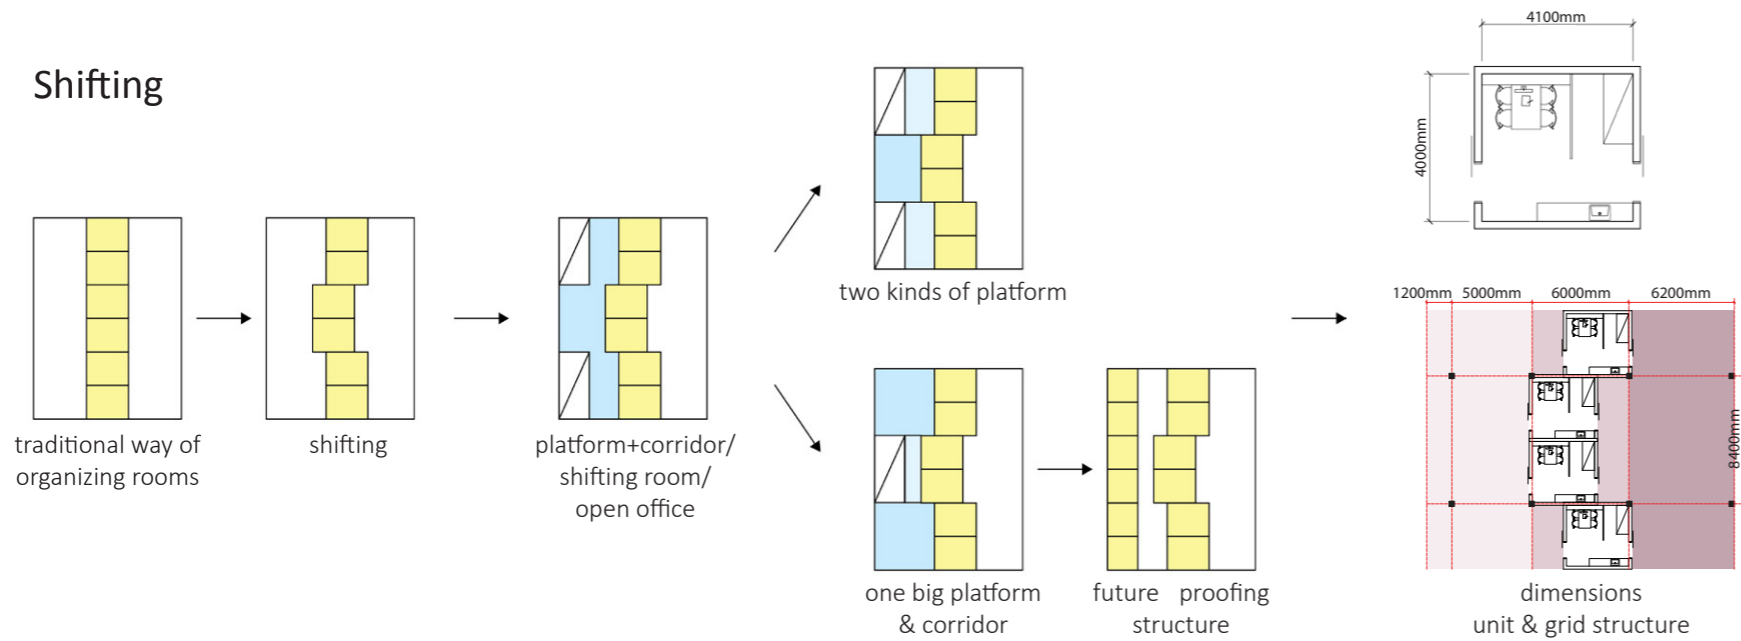 Shifting
traditional way of
organizing rooms
shifting
platform+corridor/
shifting room/
open office
two kinds of platform
one big platform
& corridor
future proofing
structure
4100mm
4000mm
1200mm 5000mm 6000mm 6200mm
8400mm
dimensions
unit & grid structure